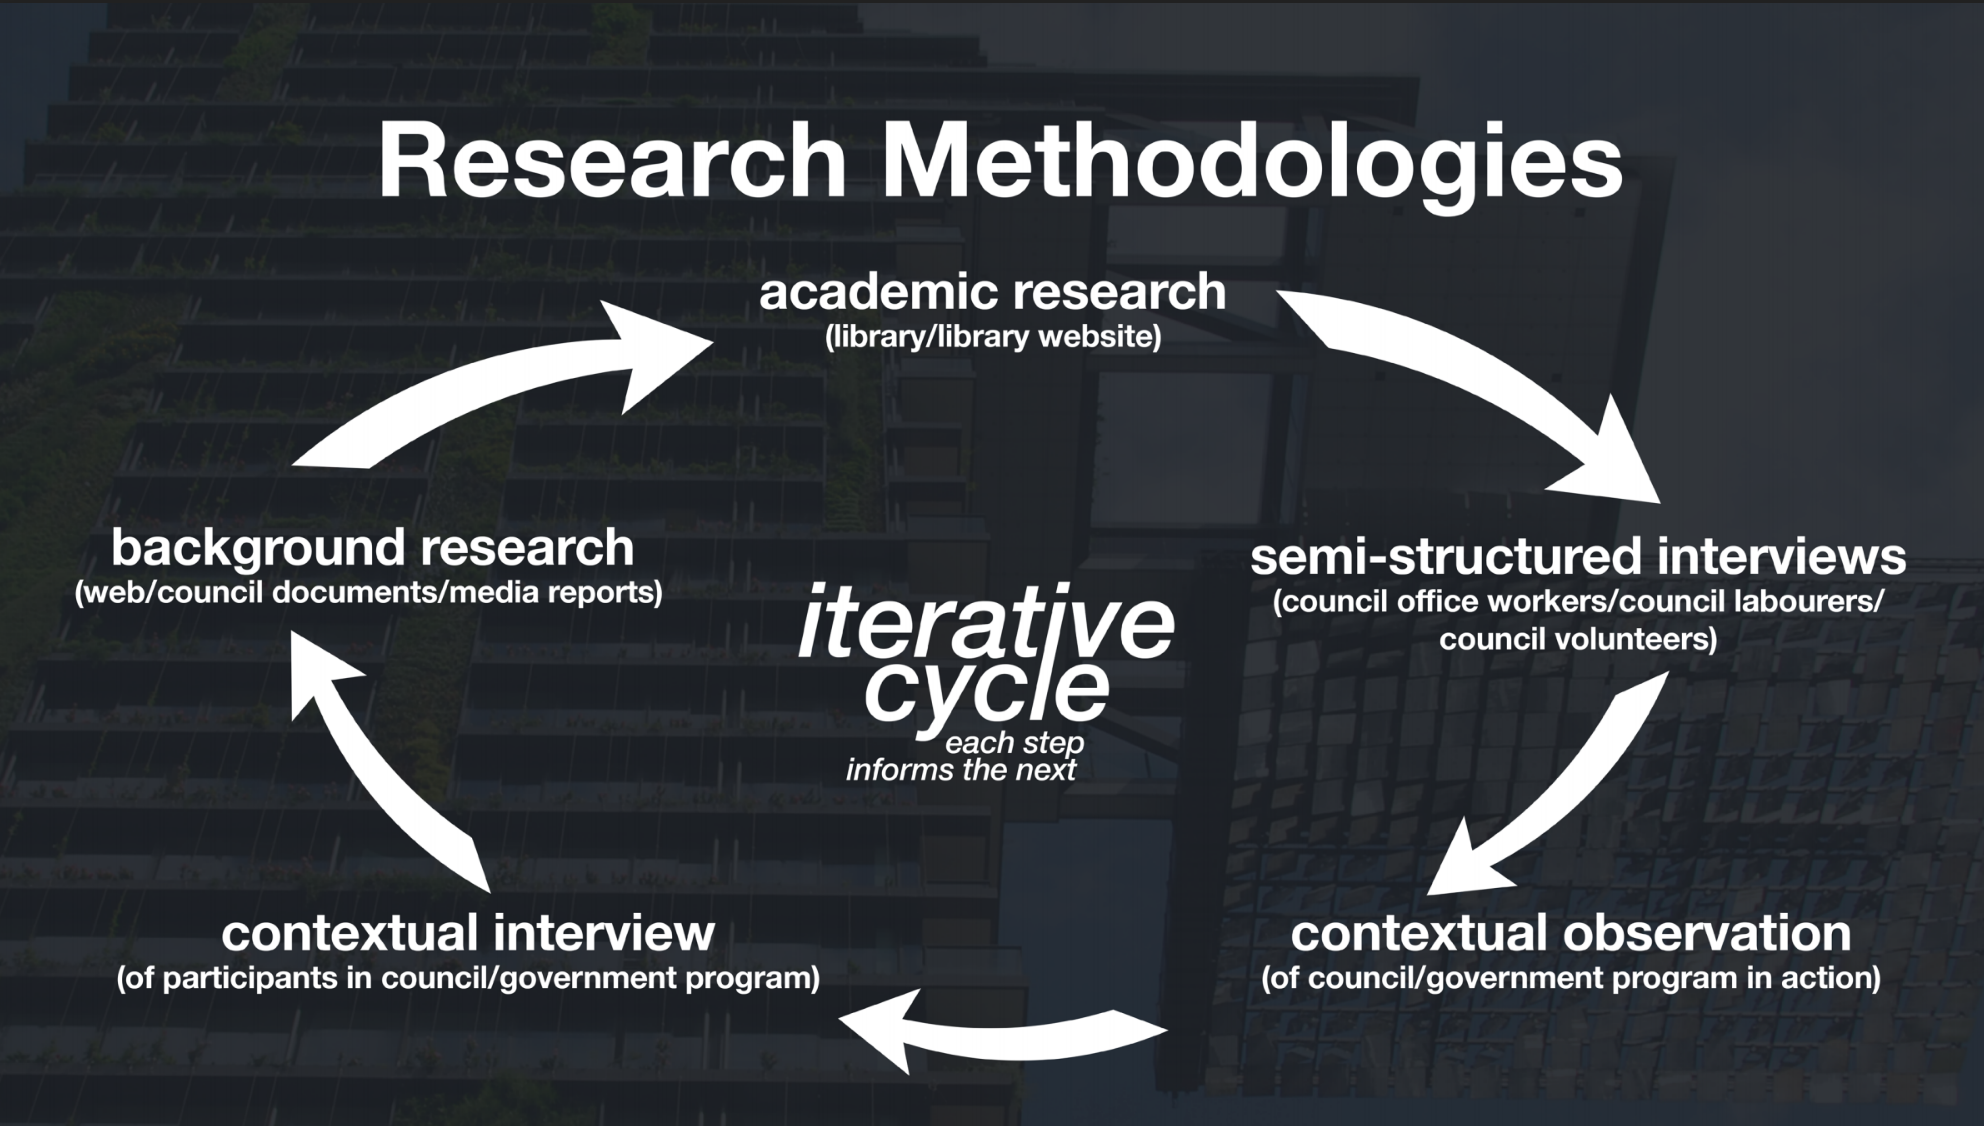 Research Methodologies
academic research
(library/library website)
background research
(web/council documents/media reports)
semi-structured interviews
(council office workers/council labourers/
council volunteers)
iterative
cycle
each step
informs the next
contextual interview
(of participants in council/government program)
contextual observation
(of council/government program in action)